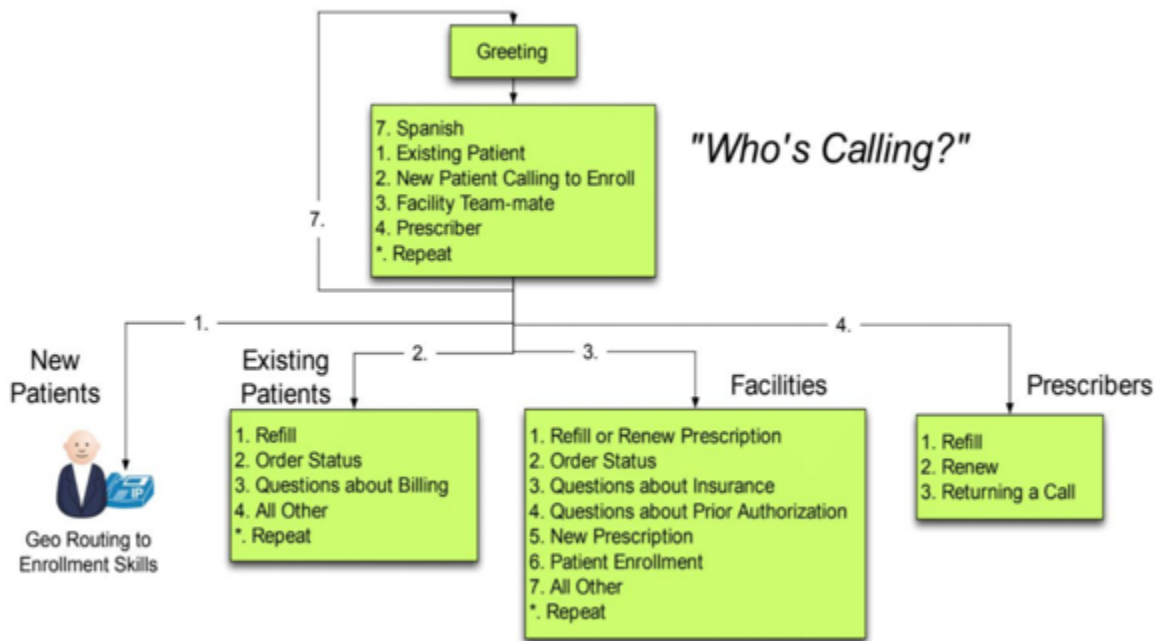 Greeting
7. Spanish
1. Existing Patient
2. New Patient Calling to Enroll
3. Facility Team-mate
4. Prescriber
*. Repeat
"Who's Calling?"
7.
1.
4.
2.
3.
New
Patients
Existing
Patients
Facilities
Prescribers
IP
Geo Routing to
Enrollment Skills
1. Refill
2. Order Status
3. Questions about Billing
4. All Other
*. Repeat
1. Refill or Renew Prescription
2. Order Status
3. Questions about Insurance
4. Questions about Prior Authorization
5. New Prescription
6. Patient Enrollment
7. All Other
*. Repeat
1. Refill
2. Renew
3. Returning a Call